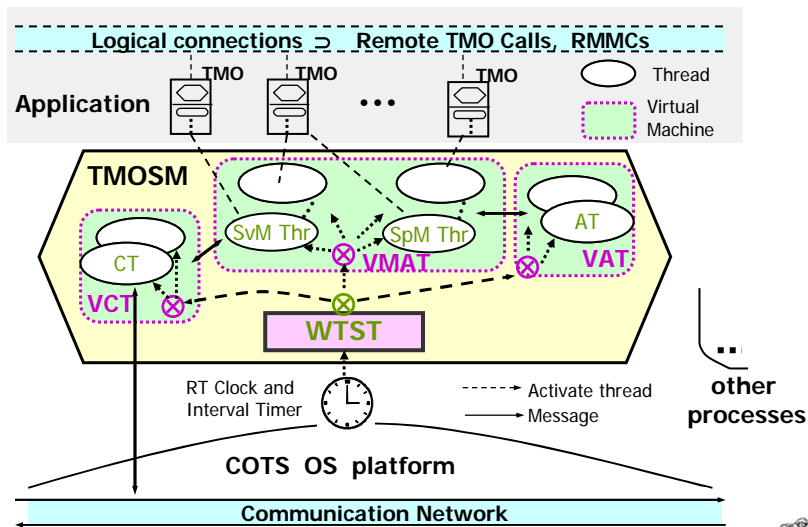 Logical connections ⊃ Remote TMO Calls, RMMCs
TMO
TMO
TMO
Application
•••
Thread
Virtual
Machine
TMOSM
SvM Thr
SpM Thr
AT
CT
VMAT
VAT
VCT
WTST
RT Clock and
Interval Timer
Activate thread
Message
other
processes
COTS OS platform
Communication Network